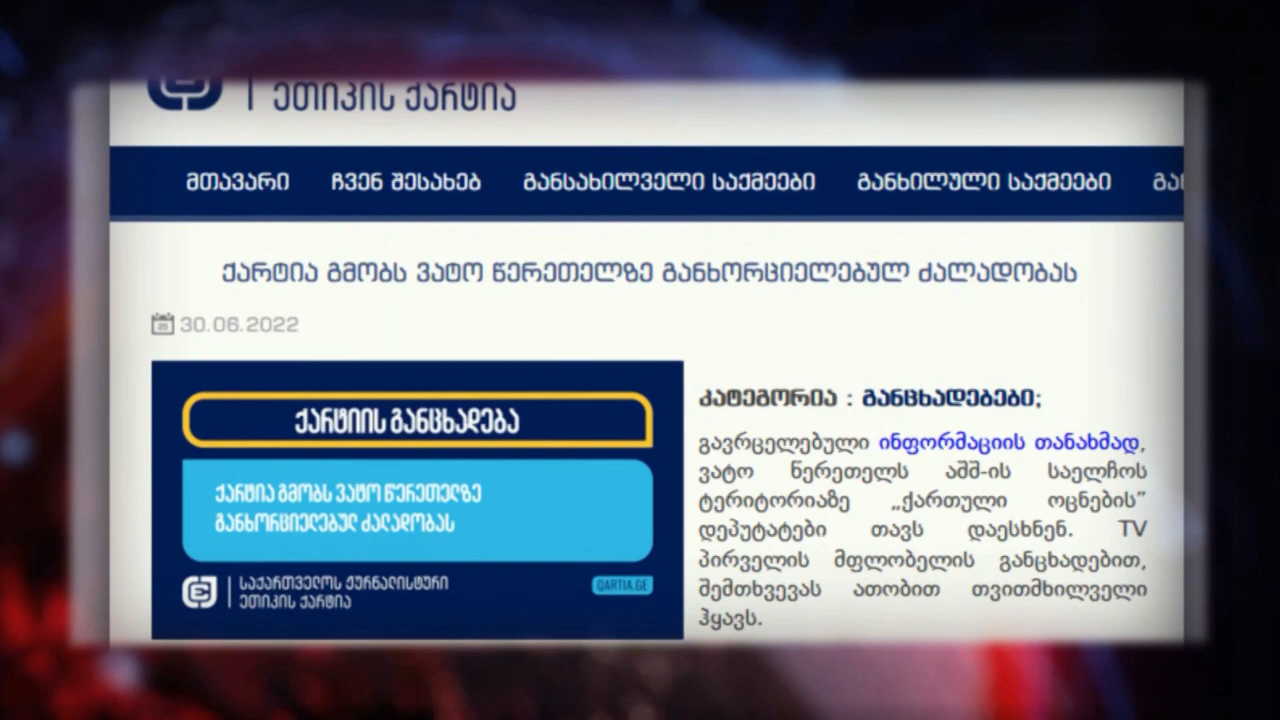 ეთიკის ქარტია
მთავარი ჩვენ შესახებ განსახილველი საქმეები განხილული საქმეები
ქარტია გმობს ვატო წერეთელზე განხორციელებულ ძალადობას
30.06.2022
ქარტიის განცხადება
ქარტია გმობს ვატო წერეთელზე
განხორციელებულ ძალადობას
საქართველოს ჟურნალისტური
ეთიკის ქარტია
QARTIA.GE
კატეგორია : განცხადებები;
გავრცელებული ინფორმაციის თანახმად,
ვატო წერეთელს აშშ-ის საელჩოს
ტერიტორიაზე „ქართული ოცნების”
დეპუტატები თავს დაესხნენ. TV
პირველის მფლობელის განცხადებით,
შემთხვევას ათობით თვითმხილველი
ჰყავს.